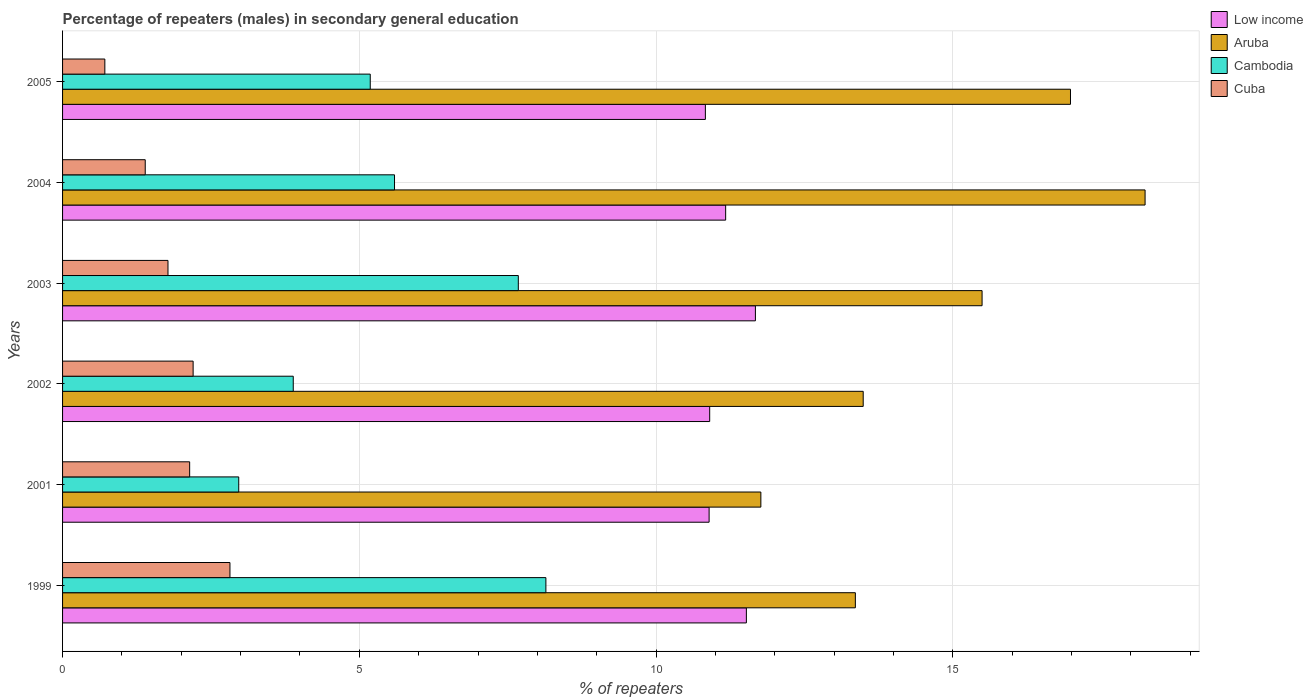 Percentage of repeaters (males) in secondary general education
Low income
Aruba
Cambodia
Cuba
2005
2004
2003
2002
2001
1999
Years
0
5
10
15
% of repeaters